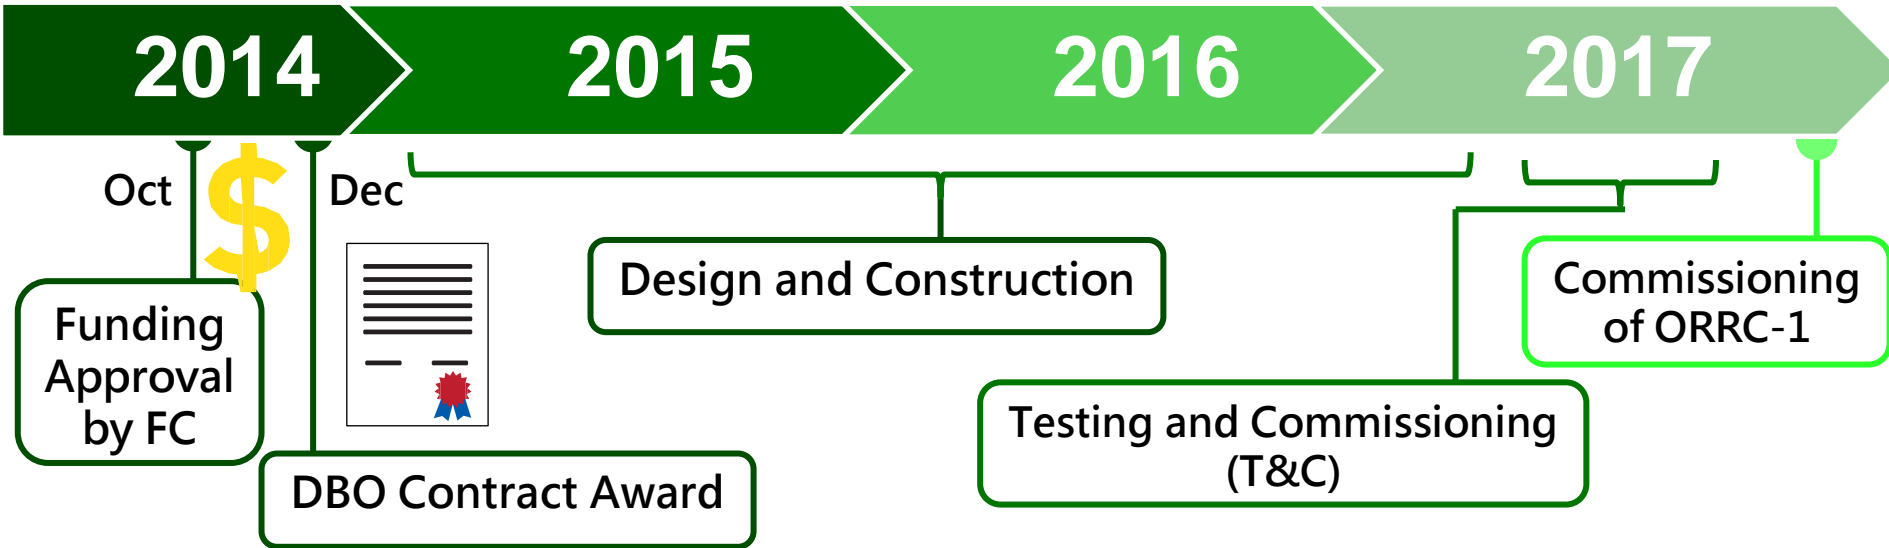 2014
2015
2016
2017
Oct
$
Dec
Funding
Approval
by FC
DBO Contract Award
Design and Construction
Testing and Commissioning
(T&C)
Commissioning
of ORRC-1